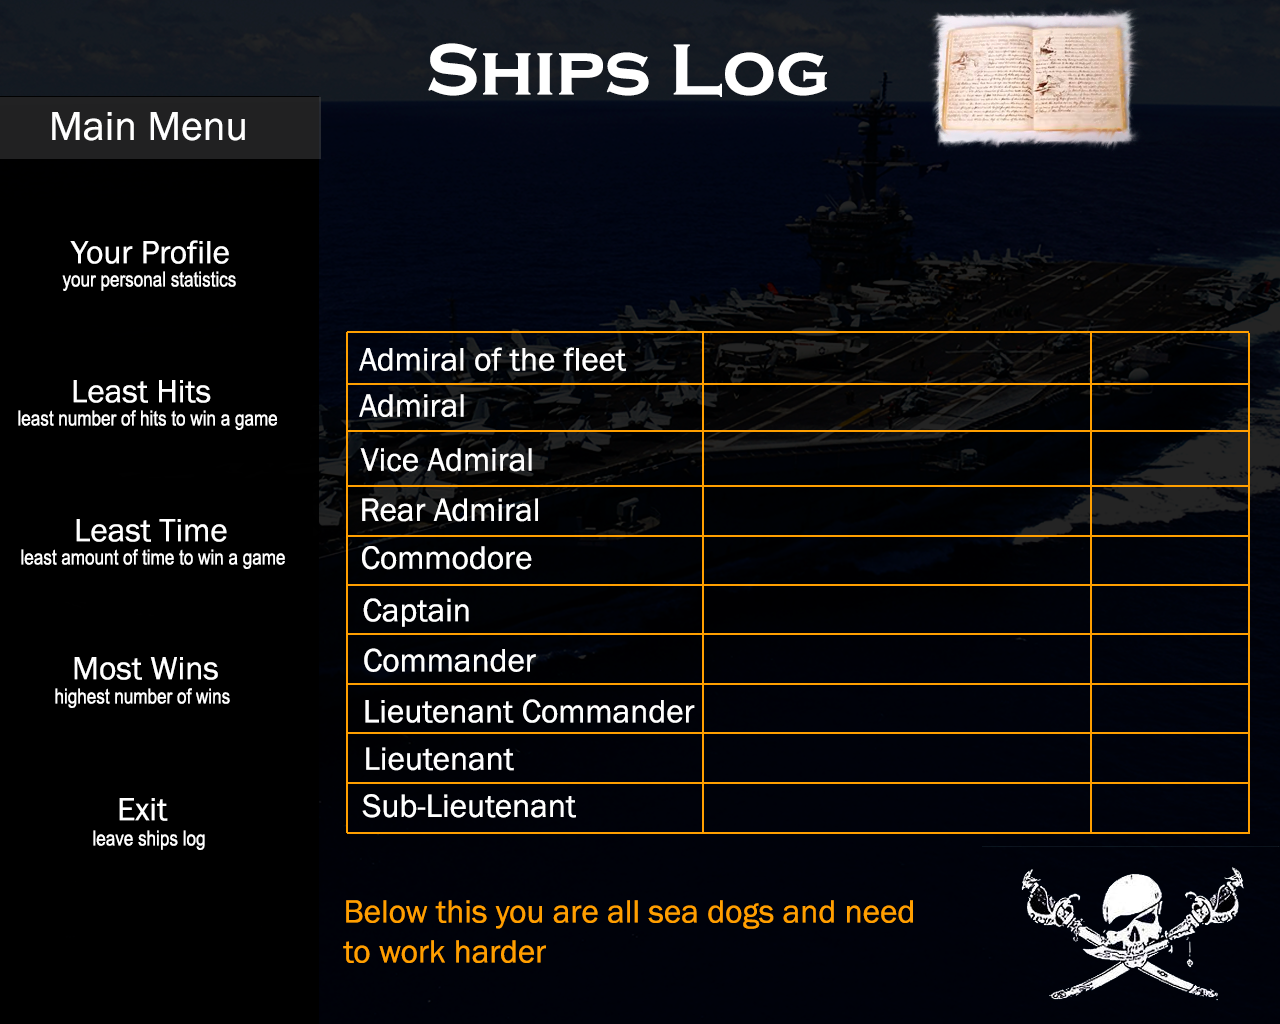 Ships Log
Main Menu
Your Profile
your personal statistics
Least Hits
least number of hits to win a game
Least Time
least amount of time to win a game
Most Wins
highest number of wins
Exit
leave ships log
Admiral of the fleet
Admiral
Vice Admiral
Rear Admiral
Commodore
Captain
Commander
Lieutenant Commander
Lieutenant
Sub-Lieutenant
Below this you are all sea dogs and need
to work harder